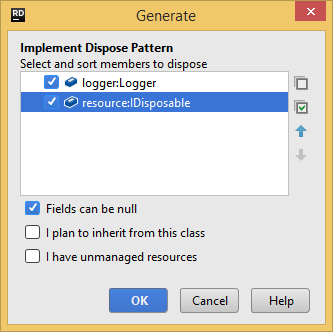 RD
Generate
Implement Dispose Pattern
Select and sort members to dispose
logger:Logger
resource:IDisposable
Fields can be null
I plan to inherit from this class
I have unmanaged resources
OK Cancel Help